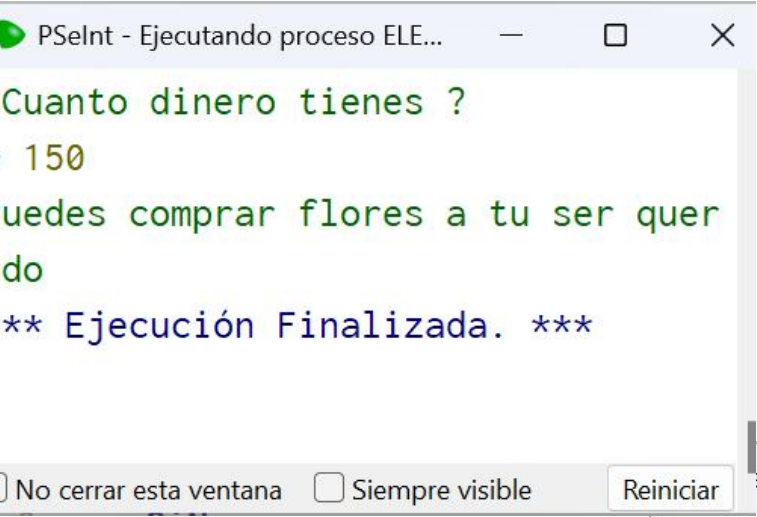 PSeInt - Ejecutando proceso ELE...
Cuanto dinero tienes ?
150
uedes comprar flores a tu ser quer
do
** Ejecución Finalizada. ***
No cerrar esta ventana Siempre visible Reiniciar